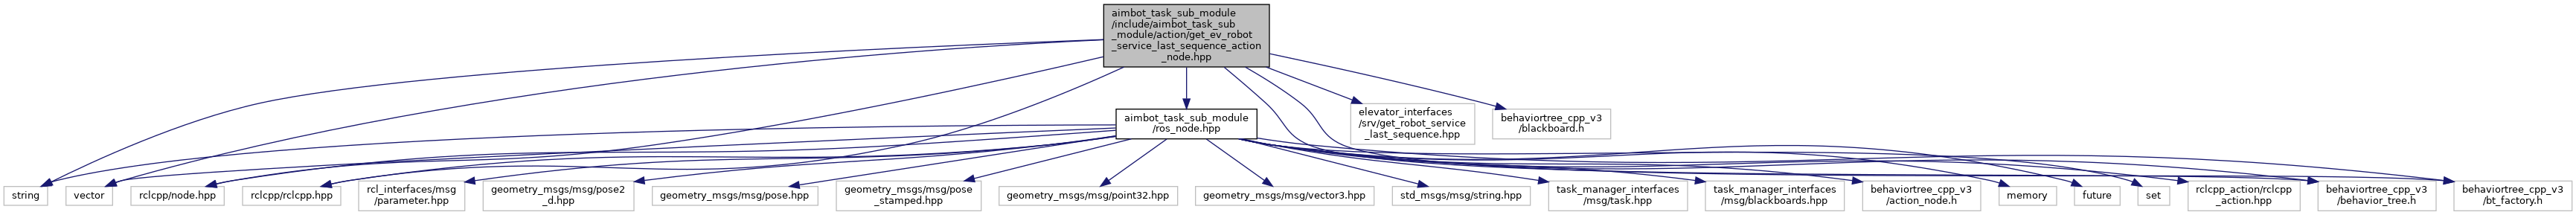 aimbot_task_sub_module
/include/aimbot_task_sub
_module/action/get_ev_robot
_service_last_sequence_action
_node.hpp
aimbot_task_sub_module
/ros_node.hpp
elevator_interfaces
/srv/get_robot_service
_last_sequence.hpp
behaviortree_cpp_v3
/blackboard.h
string
vector
rclcpp/node.hpp
rclcpp/rclcpp.hpp
rcl_interfaces/msg
/parameter.hpp
geometry_msgs/msg/pose2
_d.hpp
geometry_msgs/msg/pose.hpp
geometry_msgs/msg/pose
_stamped.hpp
geometry_msgs/msg/point32.hpp
geometry_msgs/msg/vector3.hpp
std_msgs/msg/string.hpp
task_manager_interfaces
/msg/task.hpp
task_manager_interfaces
/msg/blackboards.hpp
behaviortree_cpp_v3
/action_node.h
memory
future
set
rclcpp_action/rclcpp
_action.hpp
behaviortree_cpp_v3
/behavior_tree.h
behaviortree_cpp_v3
/bt_factory.h